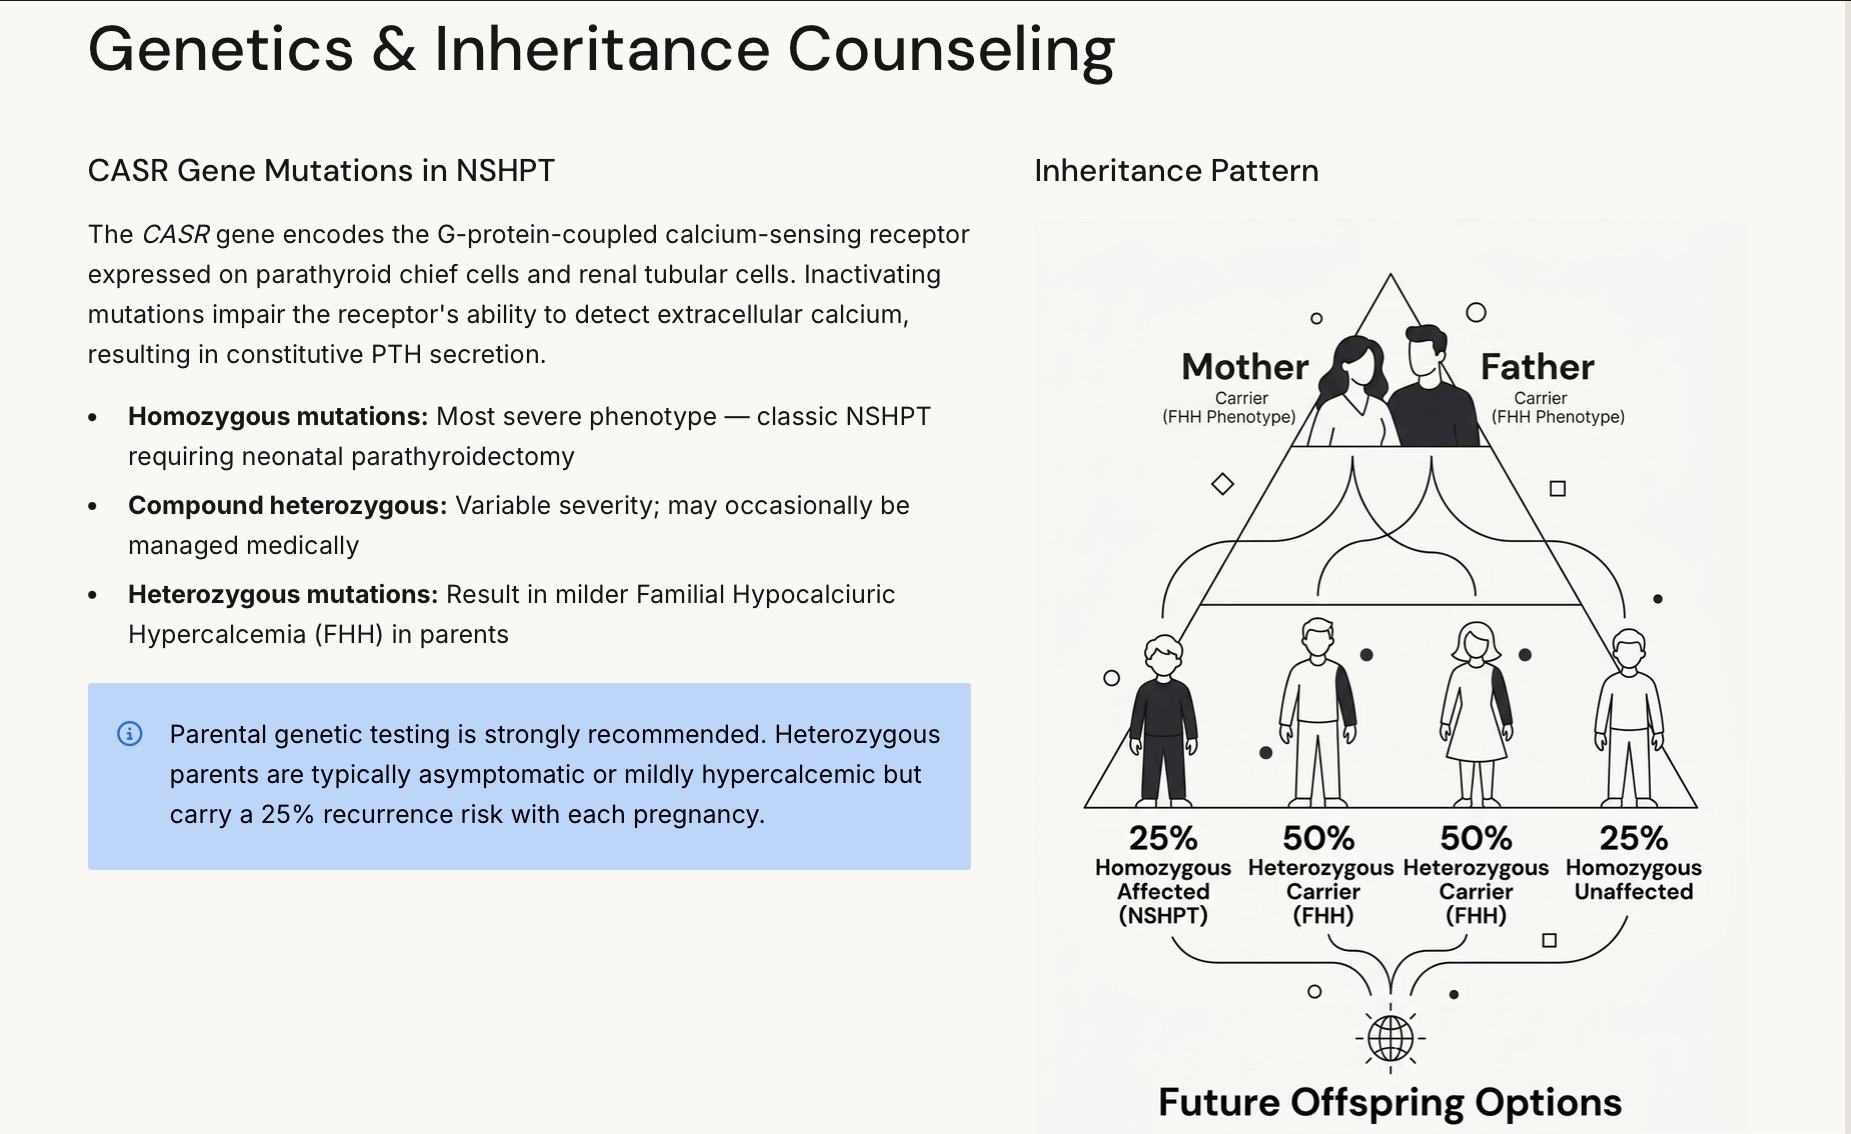 Genetics & Inheritance Counseling
CASR Gene Mutations in NSHPT
The CASR gene encodes the G-protein-coupled calcium-sensing receptor
expressed on parathyroid chief cells and renal tubular cells. Inactivating
mutations impair the receptor's ability to detect extracellular calcium,
resulting in constitutive PTH secretion.
• Homozygous mutations: Most severe phenotype — classic NSHPT
requiring neonatal parathyroidectomy
• Compound heterozygous: Variable severity; may occasionally be
managed medically
• Heterozygous mutations: Result in milder Familial Hypocalciuric
Hypercalcemia (FHH) in parents
Parental genetic testing is strongly recommended. Heterozygous
parents are typically asymptomatic or mildly hypercalcemic but
carry a 25% recurrence risk with each pregnancy.
Inheritance Pattern
Mother
Carrier
(FHH Phenotype)
Father
Carrier
(FHH Phenotype)
25%
Homozygous
Affected
(NSHPT)
50%
Heterozygous
Carrier
(FHH)
50%
Heterozygous
Carrier
(FHH)
25%
Homozygous
Unaffected
Future Offspring Options